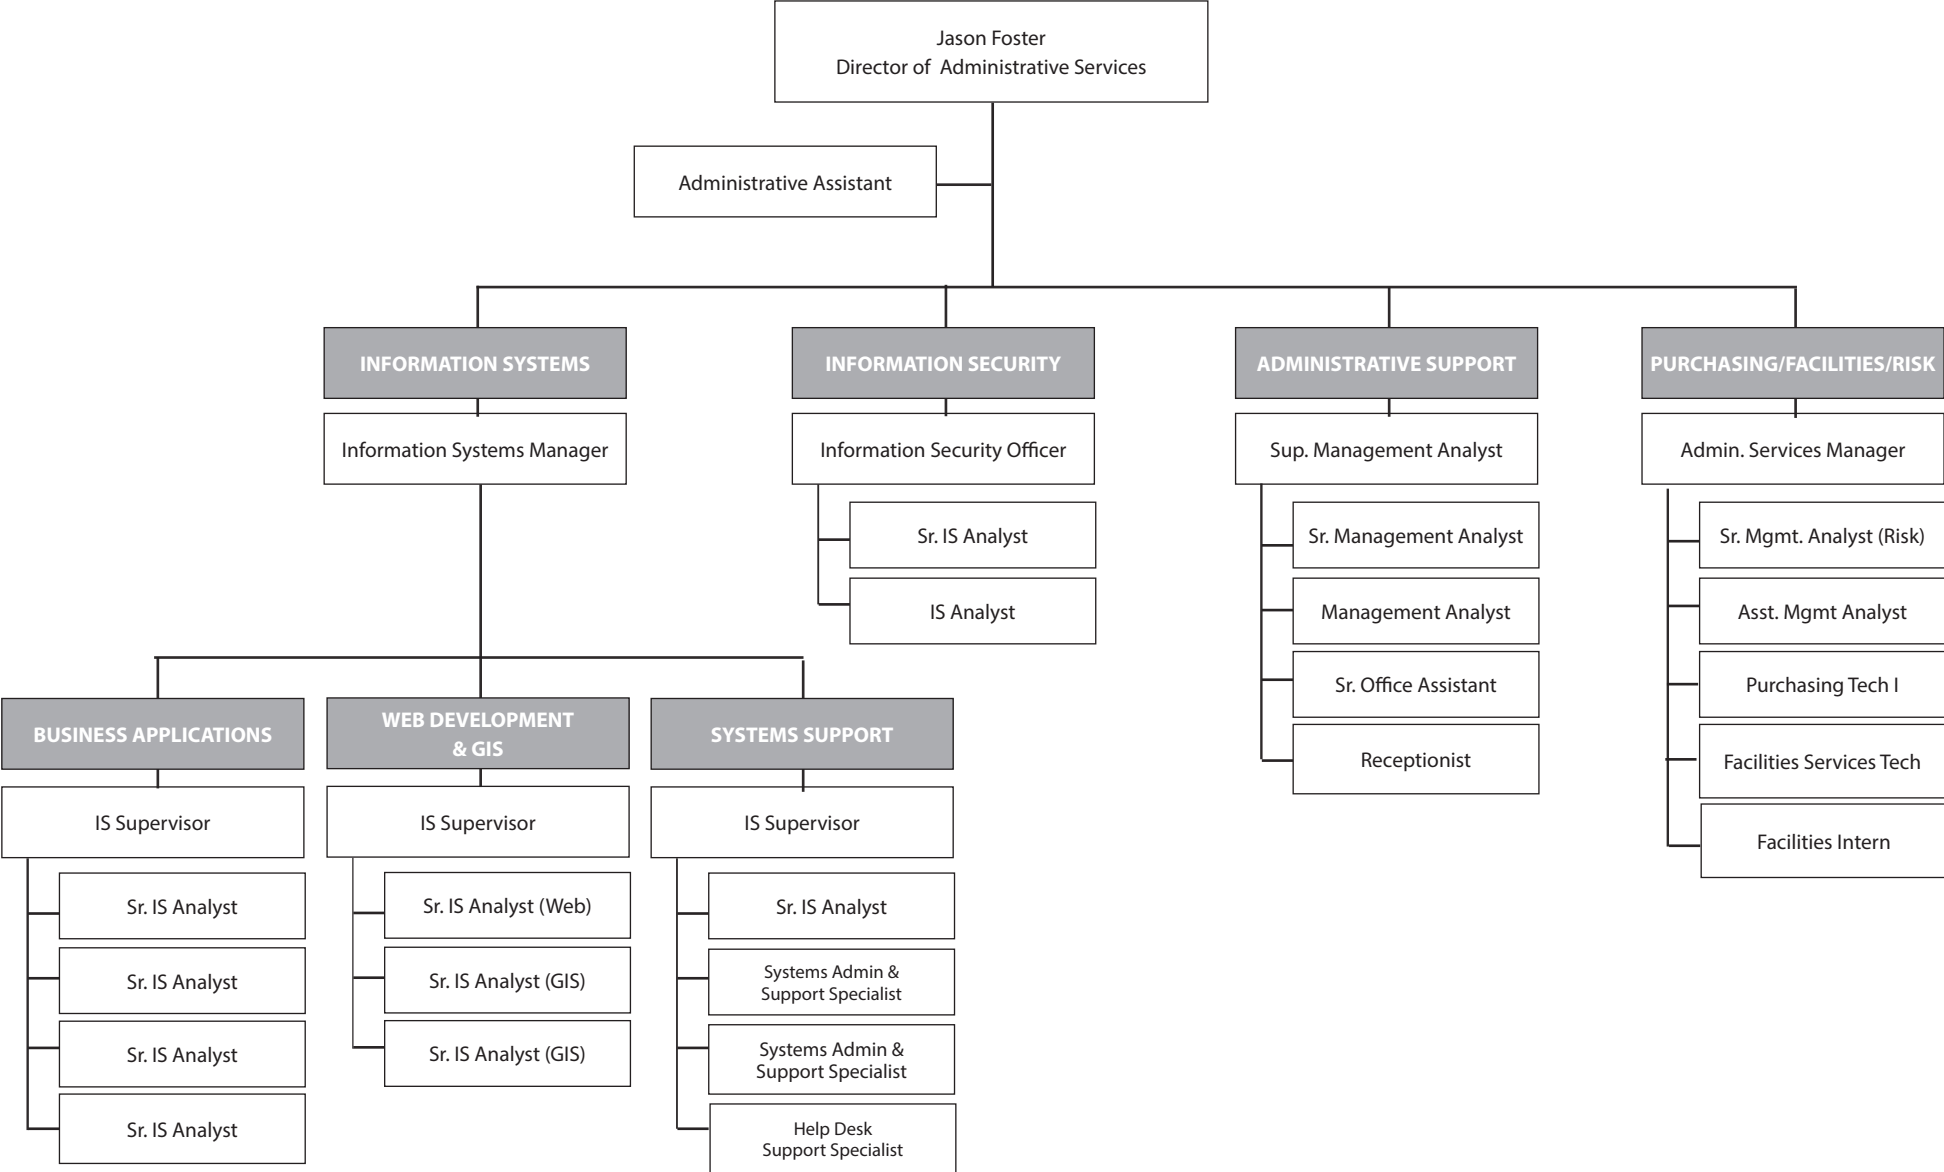 Jason Foster
Director of Administrative Services
Administrative Assistant
INFORMATION SYSTEMS
INFORMATION SECURITY
ADMINISTRATIVE SUPPORT
PURCHASING/FACILITIES/RISK
Information Systems Manager
Information Security Officer
Sup. Management Analyst
Admin. Services Manager
Sr. IS Analyst
IS Analyst
Sr. Management Analyst
Management Analyst
Sr. Office Assistant
Receptionist
Sr. Mgmt. Analyst (Risk)
Asst. Mgmt Analyst
Purchasing Tech I
Facilities Services Tech
Facilities Intern
BUSINESS APPLICATIONS
IS Supervisor
Sr. IS Analyst
Sr. IS Analyst
Sr. IS Analyst
Sr. IS Analyst
WEB DEVELOPMENT
& GIS
IS Supervisor
Sr. IS Analyst (Web)
Sr. IS Analyst (GIS)
Sr. IS Analyst (GIS)
SYSTEMS SUPPORT
IS Supervisor
Sr. IS Analyst
Systems Admin &
Support Specialist
Systems Admin &
Support Specialist
Help Desk
Support Specialist